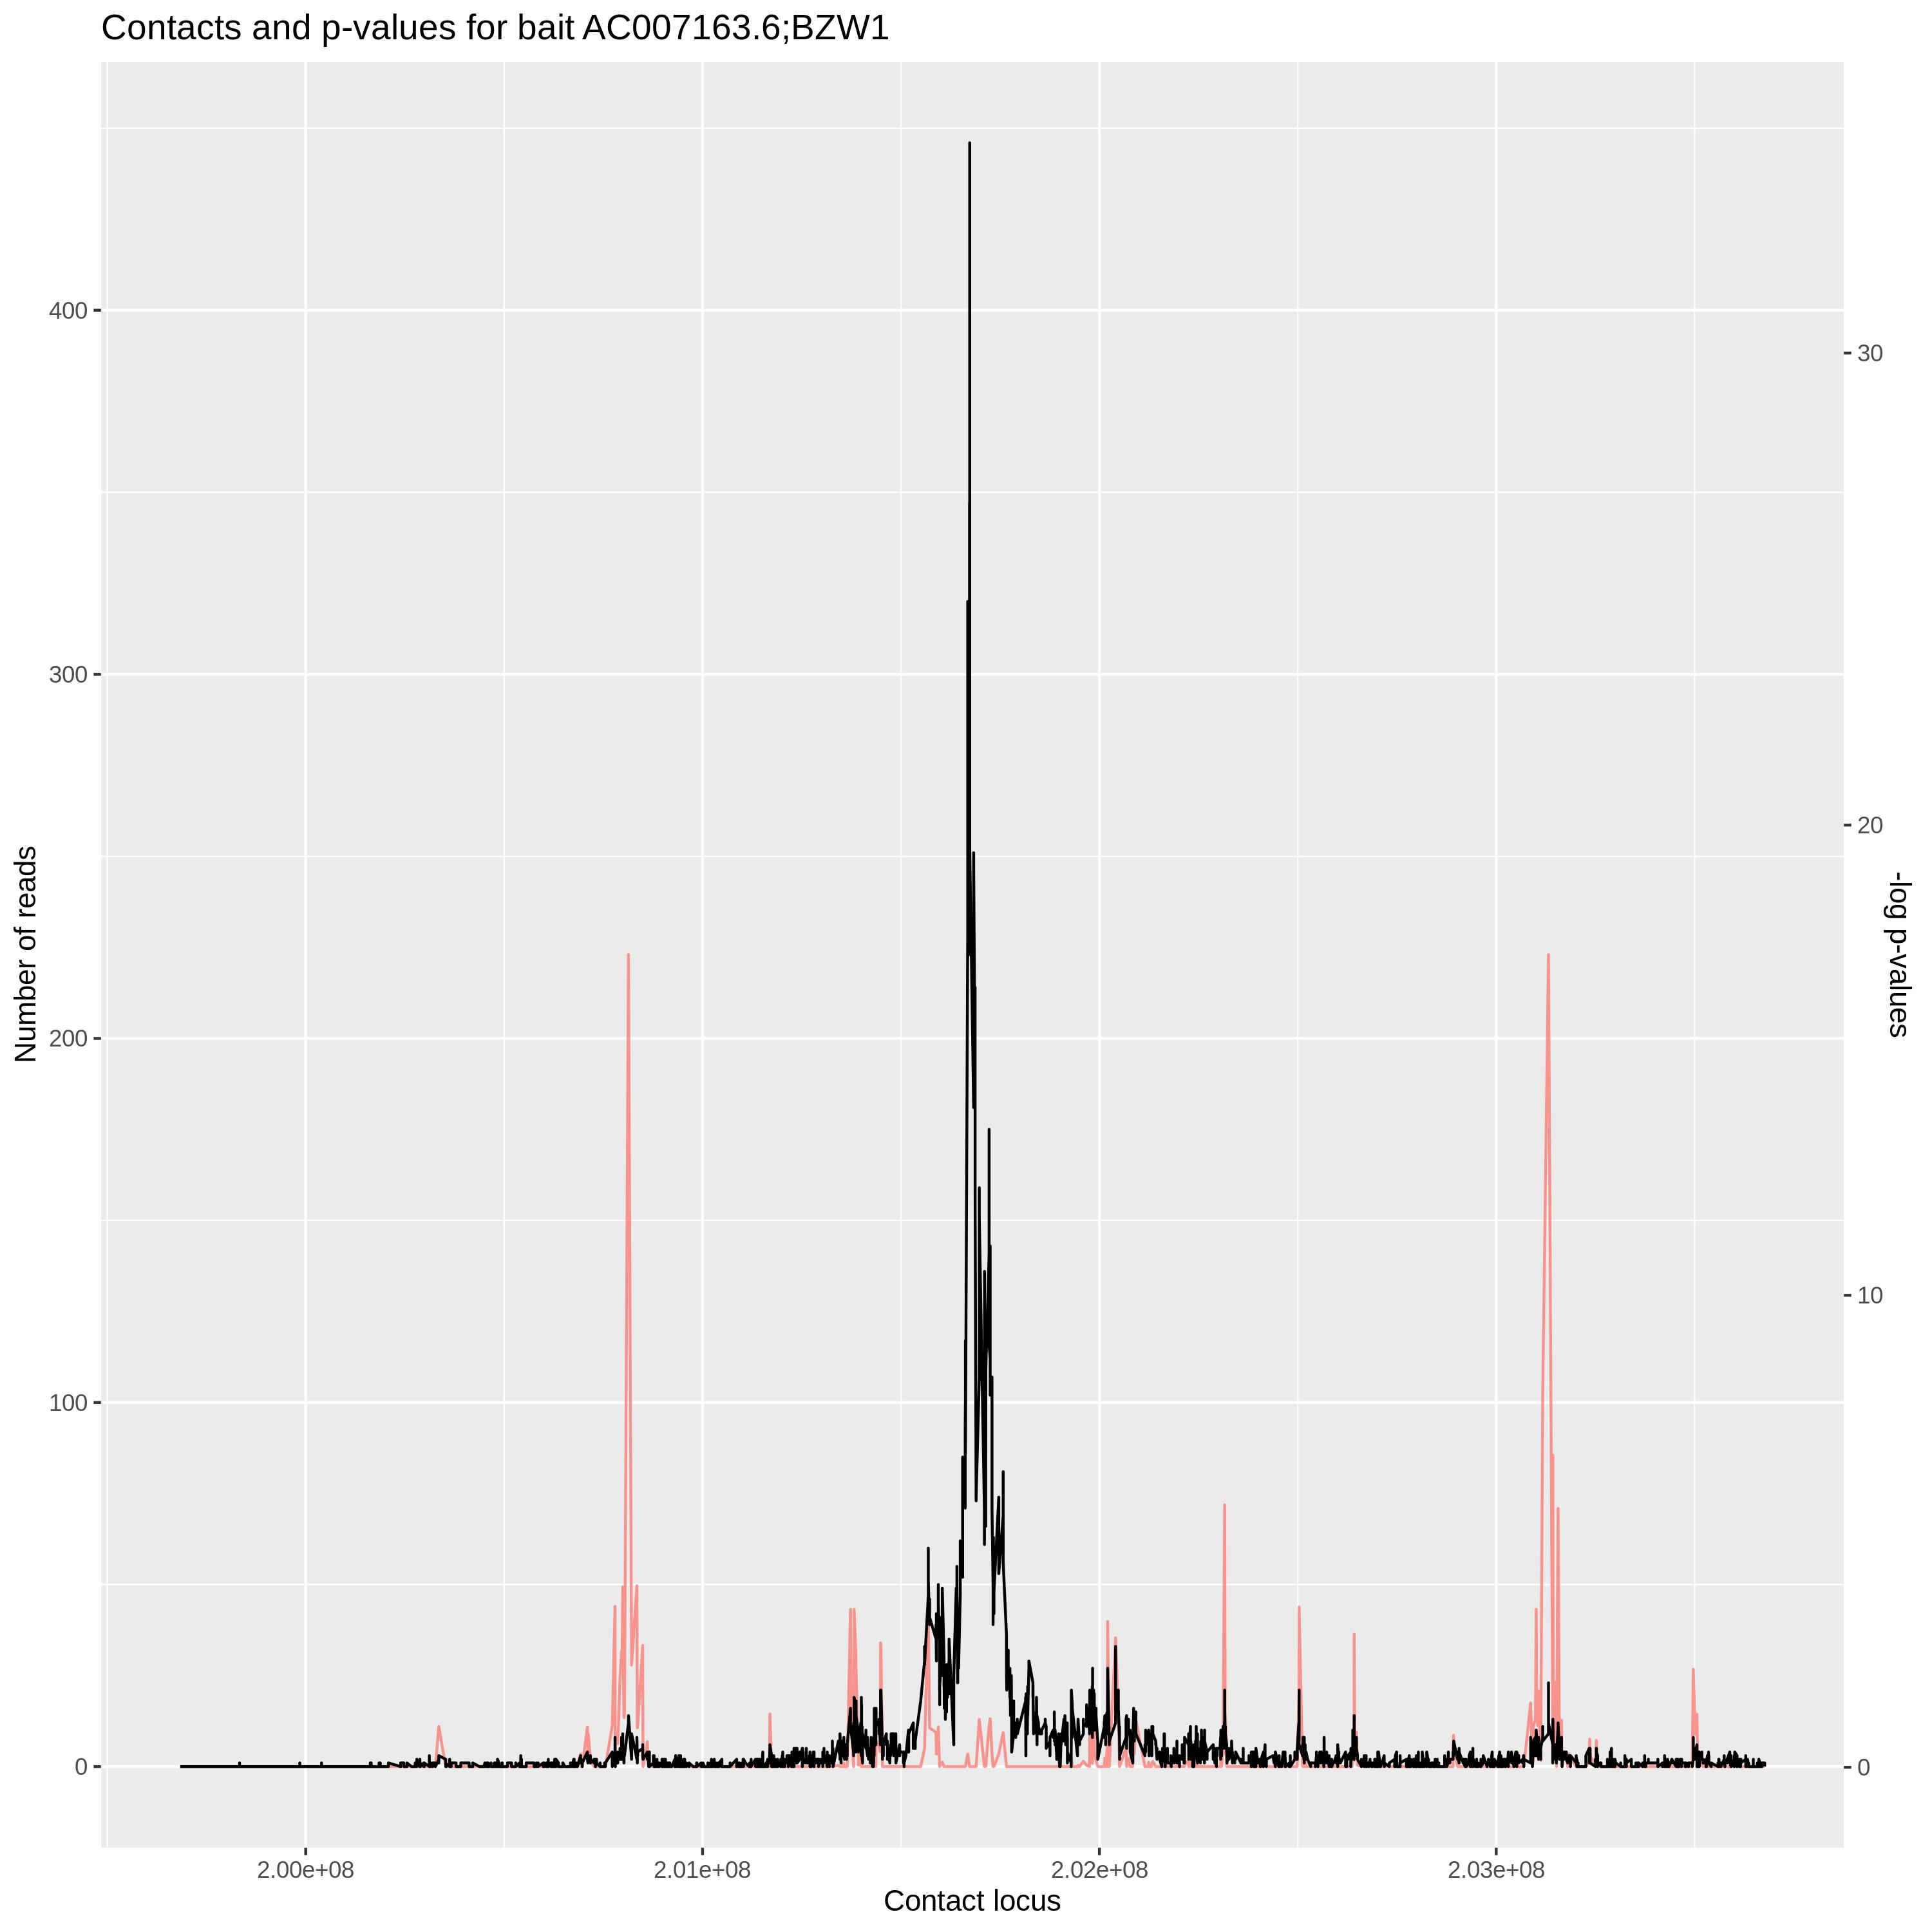 Contacts and p-values for bait AC007163.6;BZW1
Number of reads
400
300
200
100
0
30
20
10
0
-log p-values
2.00e+08
2.01e+08
2.02e+08
2.03e+08
Contact locus